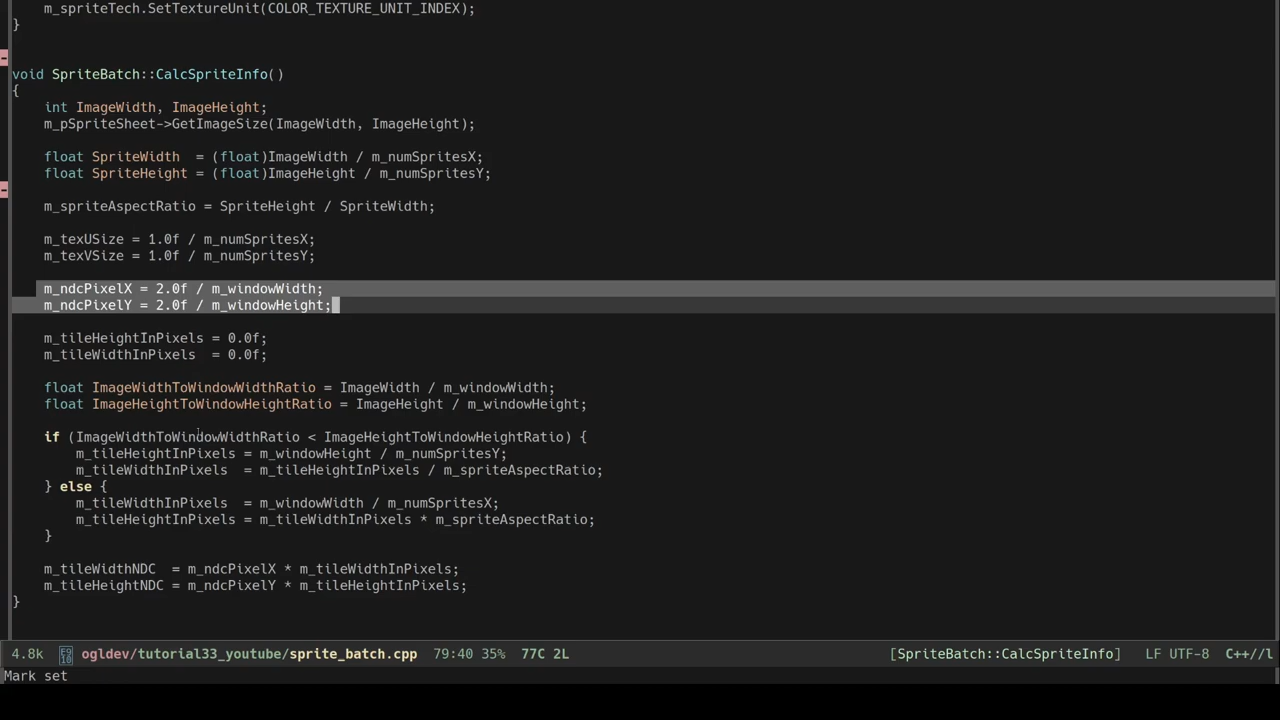 m_spriteTech.SetTextureUnit(COLOR_TEXTURE_UNIT_INDEX);
}
void SpriteBatch::CalcSpriteInfo()
{
int ImageWidth, ImageHeight;
m_pSpriteSheet->GetImageSize(ImageWidth, ImageHeight);
float SpriteWidth  = (float)ImageWidth / m_numSpritesX;
float SpriteHeight = (float)ImageHeight / m_numSpritesY;
m_spriteAspectRatio = SpriteHeight / SpriteWidth;
m_texUSize = 1.0f / m_numSpritesX;
m_texVSize = 1.0f / m_numSpritesY;
m_ndcPixelX = 2.0f / m_windowWidth;
m_ndcPixelY = 2.0f / m_windowHeight;
m_tileHeightInPixels = 0.0f;
m_tileWidthInPixels  = 0.0f;
float ImageWidthToWindowWidthRatio = ImageWidth / m_windowWidth;
float ImageHeightToWindowHeightRatio = ImageHeight / m_windowHeight;
if (ImageWidthToWindowWidthRatio < ImageHeightToWindowHeightRatio) {
m_tileHeightInPixels = m_windowHeight / m_numSpritesY;
m_tileWidthInPixels  = m_tileHeightInPixels / m_spriteAspectRatio;
} else {
m_tileWidthInPixels  = m_windowWidth / m_numSpritesX;
m_tileHeightInPixels = m_tileWidthInPixels * m_spriteAspectRatio;
}
m_tileWidthNDC  = m_ndcPixelX * m_tileWidthInPixels;
m_tileHeightNDC = m_ndcPixelY * m_tileHeightInPixels;
}
4.8k ogldev/tutorial33_youtube/sprite_batch.cpp 79:40 35% 77C 2L [SpriteBatch::CalcSpriteInfo] LF UTF-8 C++//l
Mark set